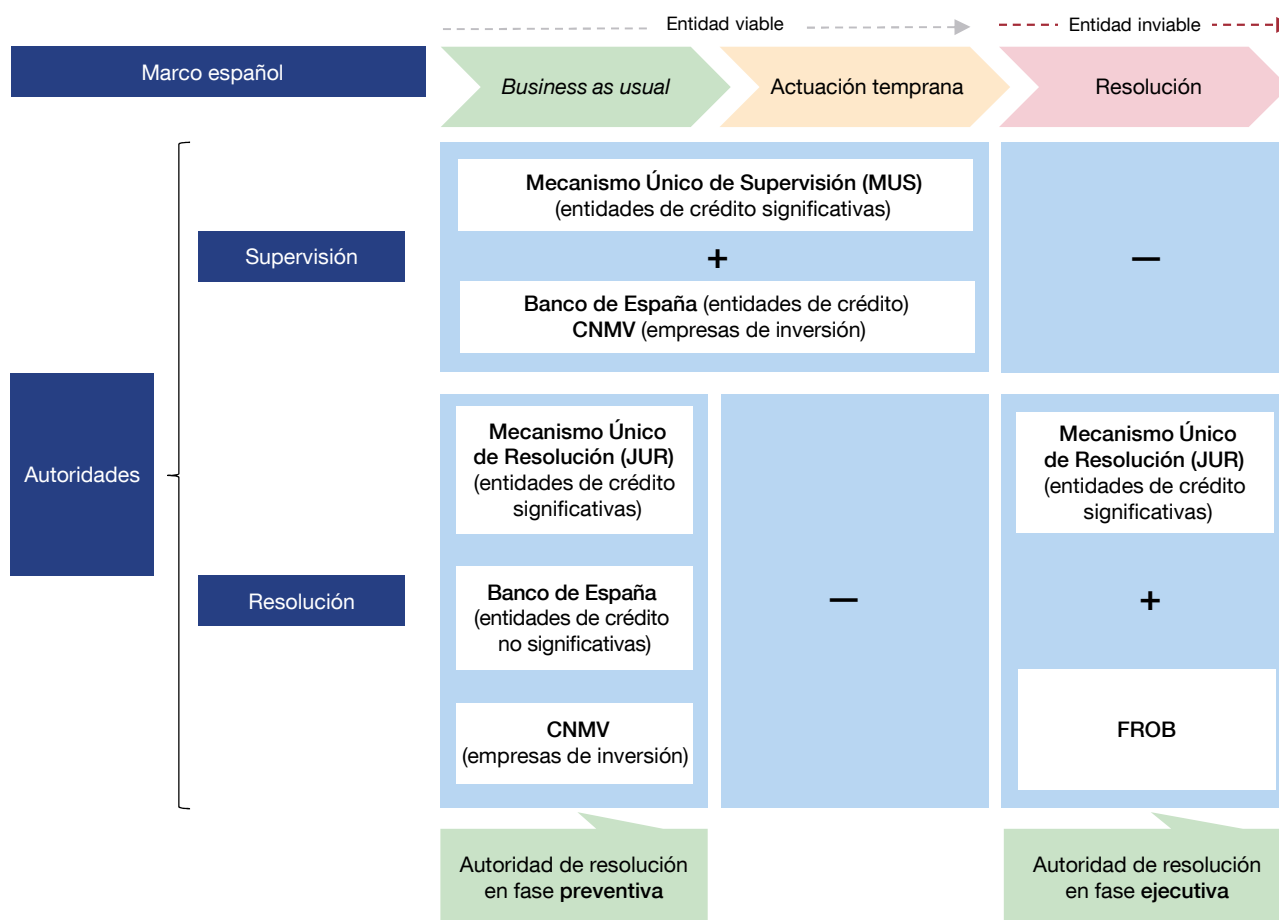 Entidad viable
Entidad inviable
Marco español
Business as usual
Actuación temprana
Resolución
Autoridades
Supervisión
Mecanismo Único de Supervisión (MUS)
(entidades de crédito significativas)
+
Banco de España (entidades de crédito)
CNMV (empresas de inversión)
—
Resolución
Mecanismo Único
de Resolución (JUR)
(entidades de crédito
significativas)
Banco de España
(entidades de crédito
no significativas)
CNMV
(empresas de inversión)
—
Mecanismo Único
de Resolución (JUR)
(entidades de crédito
significativas)
+
FROB
Autoridad de resolución
en fase preventiva
Autoridad de resolución
en fase ejecutiva